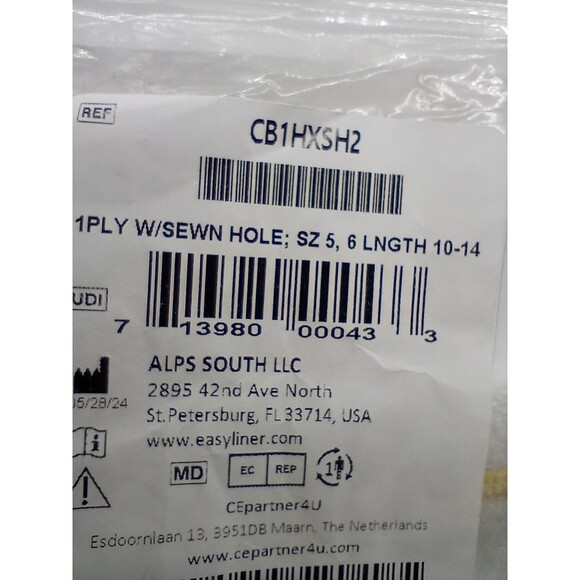 REF
CB1HXSH2
1PLY W/SEWN HOLE; SZ 5, 6 LNGTH 10-14
UDI
7 13980 00043 3
ALPS SOUTH LLC
2895 42nd Ave North
St.Petersburg, FL 33714, USA
www.easyliner.com
05/28/24
MD
EC REP
1
CEpartner4U
Esdoornlaan 13, 3951DB Maarn, The Netherlands
www.cepartner4u.com